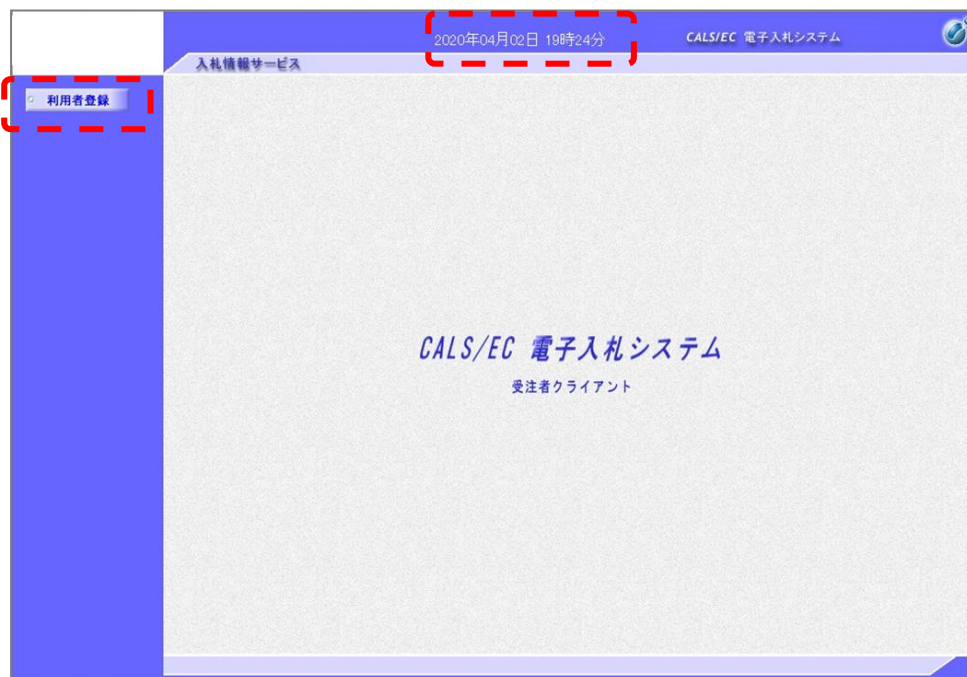 2020年04月02日 19時24分
CALS/EC 電子入札システム
入札情報サービス
利用者登録
CALS/EC 電子入札システム
受注者クライアント